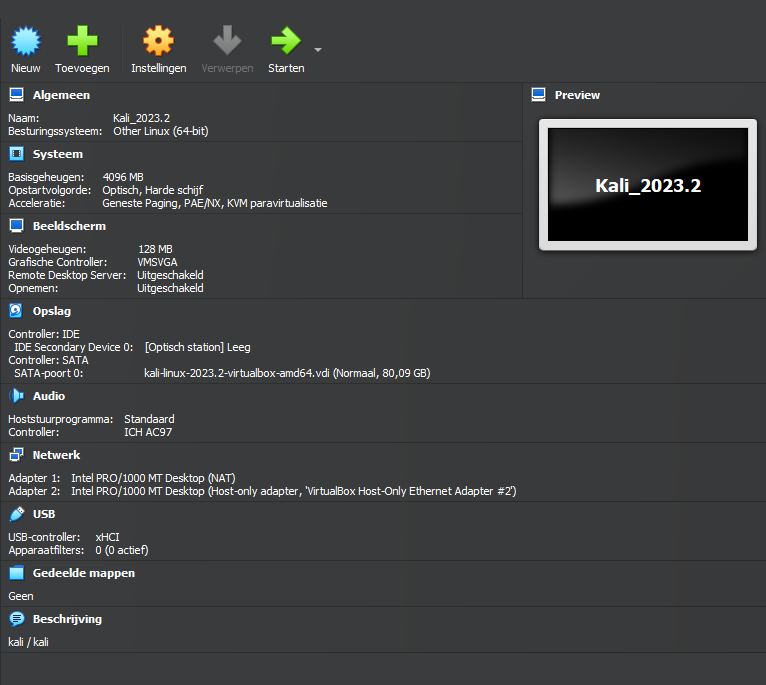 Nieuw Toevoegen Instellingen Verwerpen Starten
Algemeen
Naam: Kali_2023.2
Besturingssysteem: Other Linux (64-bit)
Systeem
Basisgeheugen: 4096 MB
Opstartvolgorde: Optisch, Harde schijf
Acceleratie: Geneste Paging, PAE/NX, KVM paravirtualisatie
Beeldscherm
Videogeheugen: 128 MB
Grafische Controller: VMSVGA
Remote Desktop Server: Uitgeschakeld
Opnemen: Uitgeschakeld
Preview
Kali_2023.2
Opslag
Controller: IDE
IDE Secondary Device 0: [Optisch station] Leeg
Controller: SATA
SATA-poort 0: kali-linux-2023.2-virtualbox-amd64.vdi (Normaal, 80,09 GB)
Audio
Hoststuurprogramma: Standaard
Controller: ICH AC97
Netwerk
Adapter 1: Intel PRO/1000 MT Desktop (NAT)
Adapter 2: Intel PRO/1000 MT Desktop (Host-only adapter, 'VirtualBox Host-Only Ethernet Adapter #2')
USB
USB-controller: xHCI
Apparaatfilters: 0 (0 actief)
Gedeelde mappen
Geen
Beschrijving
kali / kali